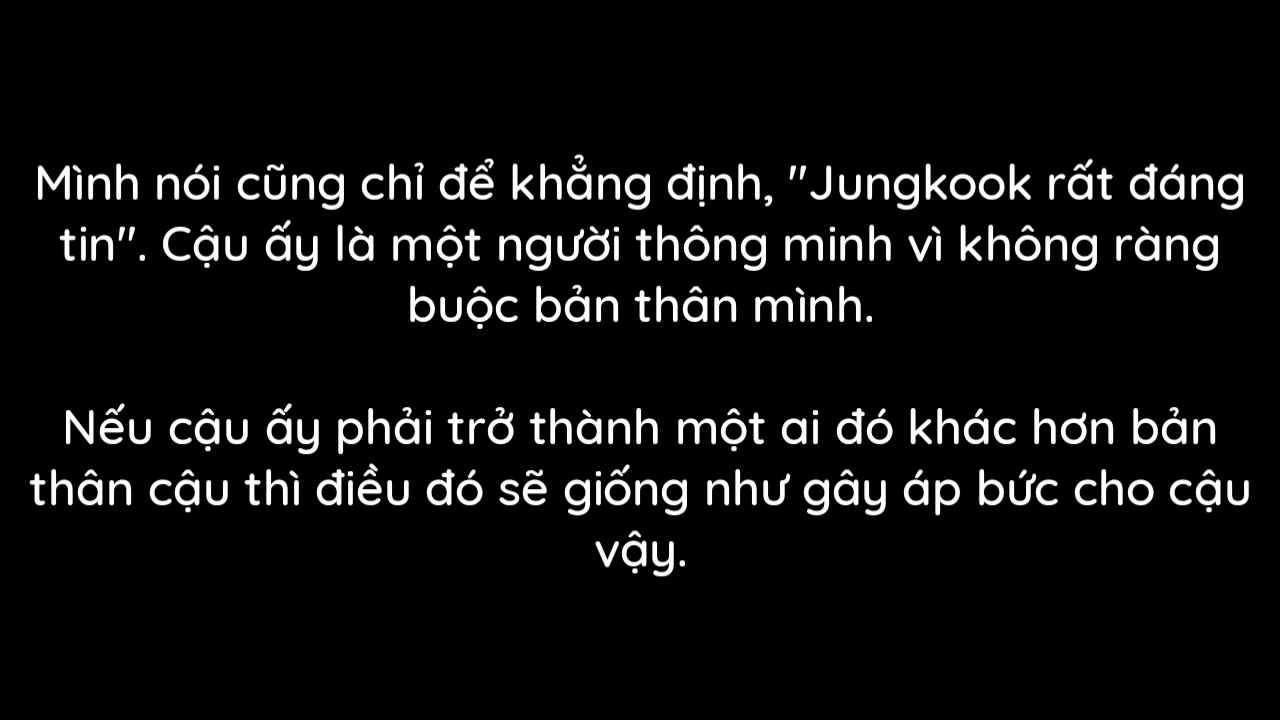 Mình nói cũng chỉ để khẳng định, "Jungkook rất đáng
tin". Cậu ấy là một người thông minh vì không ràng
buộc bản thân mình.
Nếu cậu ấy phải trở thành một ai đó khác hơn bản
thân cậu thì điều đó sẽ giống như gây áp bức cho cậu
vậy.